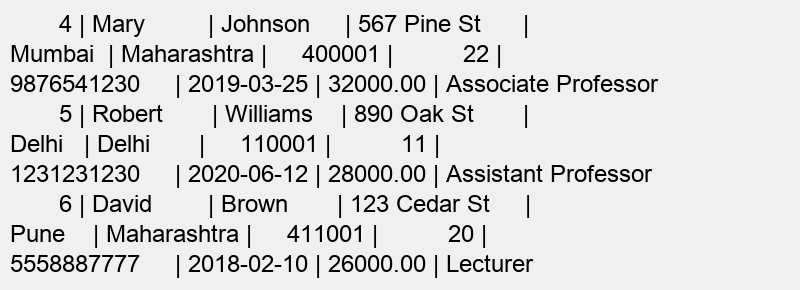 4 | Mary | Johnson | 567 Pine St |
Mumbai | Maharashtra | 400001 | 22 |
9876541230 | 2019-03-25 | 32000.00 | Associate Professor
5 | Robert | Williams | 890 Oak St |
Delhi | Delhi | 110001 | 11 |
1231231230 | 2020-06-12 | 28000.00 | Assistant Professor
6 | David | Brown | 123 Cedar St |
Pune | Maharashtra | 411001 | 20 |
5558887777 | 2018-02-10 | 26000.00 | Lecturer